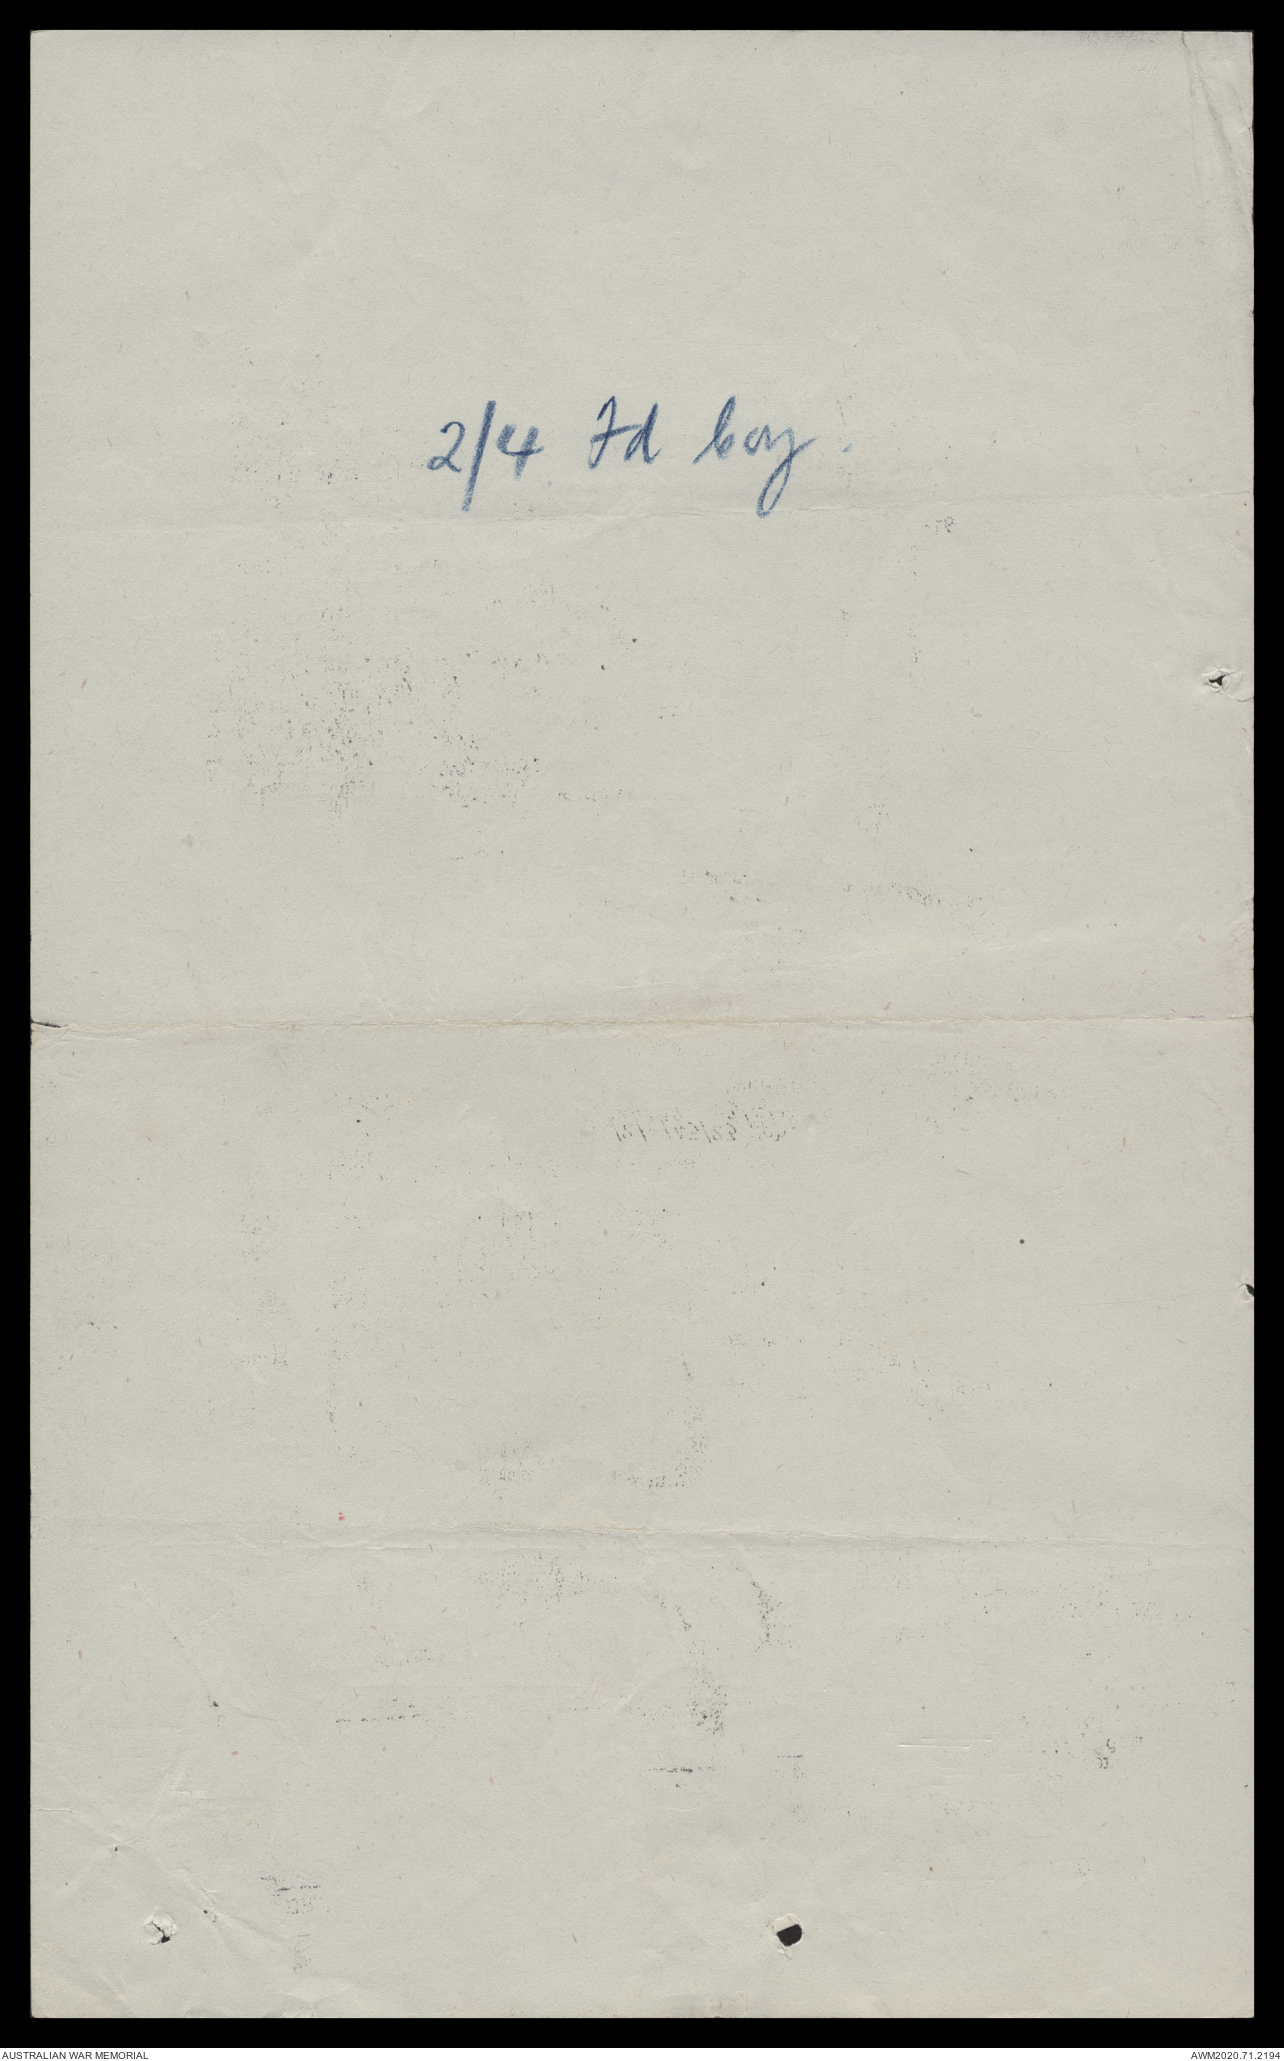 2/4 Fd Coy.
AUSTRALIAN WAR MEMORIAL
AWM2020.71.2194